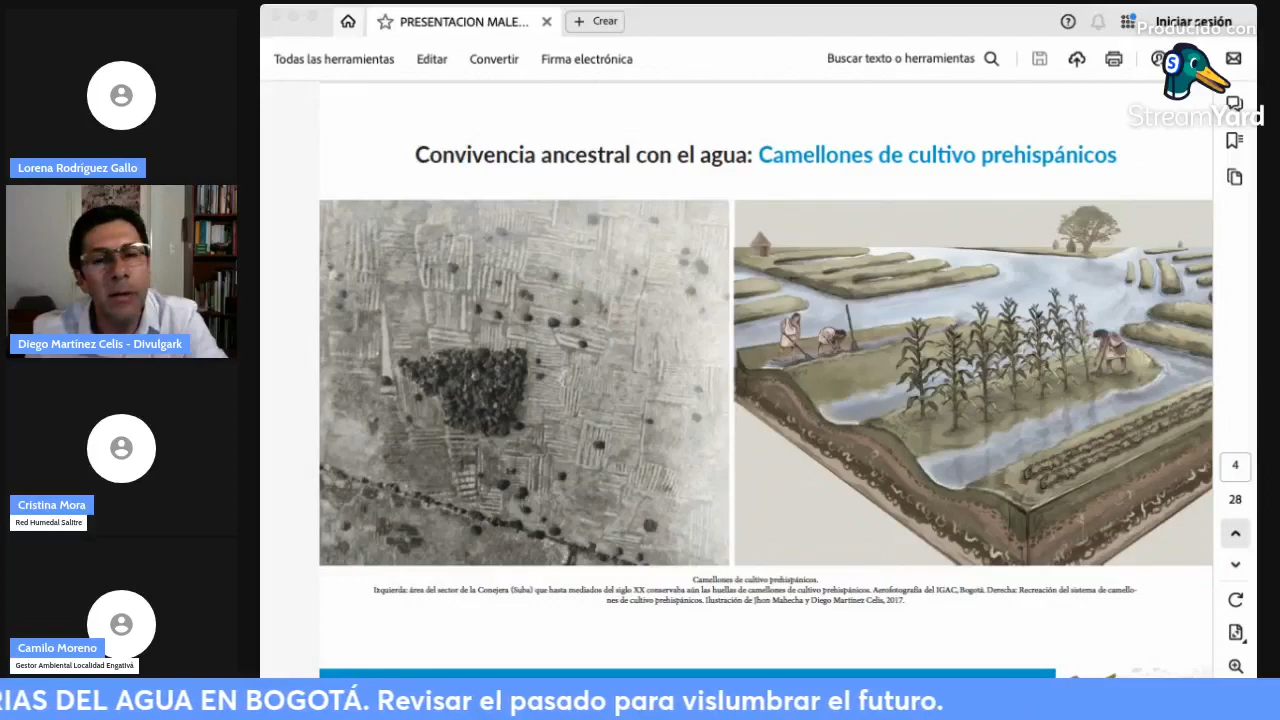 PRESENTACION MALE...
Crear
Iniciar sesión
Producido con
StreamYard
Todas las herramientas
Editar
Convertir
Firma electrónica
Buscar texto o herramientas
Lorena Rodríguez Gallo
Diego Martínez Celis - Divulgark
Cristina Mora
Red Humedal Salitre
Camilo Moreno
Gestor Ambiental Localidad Engativá
Convivencia ancestral con el agua: Camellones de cultivo prehispánicos
Camellones de cultivo prehispánicos.
Izquierda: área del sector de la Conejera (Suba) que hasta mediados del siglo XX conservaba aún las huellas de camellones de cultivo prehispánicos. Aerofotografía del IGAC, Bogotá. Derecha: Recreación del sistema de camello-
nes de cultivo prehispánicos. Ilustración de Jhon Mahecha y Diego Martínez Celis, 2017.
4
28
RIAS DEL AGUA EN BOGOTÁ. Revisar el pasado para vislumbrar el futuro.